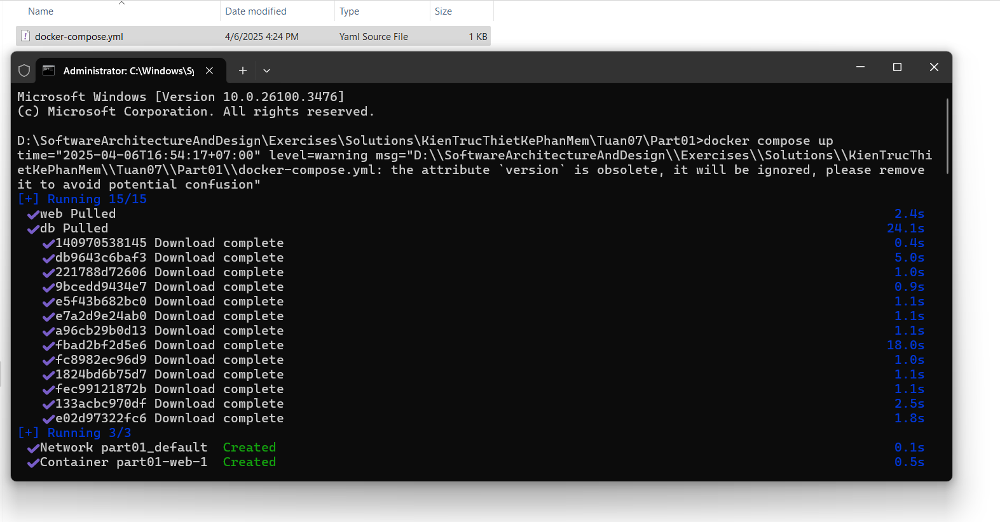 Name Date modified Type Size
docker-compose.yml 4/6/2025 4:24 PM Yaml Source File 1 KB
Administrator: C:\Windows\Sy
Microsoft Windows [Version 10.0.26100.3476]
(c) Microsoft Corporation. All rights reserved.
D:\SoftwareArchitectureAndDesign\Exercises\Solutions\KienTrucThietKePhanMem\Tuan07\Part01>docker compose up
time="2025-04-06T16:54:17+07:00" level=warning msg="D:\\SoftwareArchitectureAndDesign\\Exercises\\Solutions\\KienTrucThi
etKePhanMem\\Tuan07\\Part01\\docker-compose.yml: the attribute `version` is obsolete, it will be ignored, please remove
it to avoid potential confusion"
[+] Running 15/15
✔web Pulled 2.4s
✔db Pulled 24.1s
✔140970538145 Download complete 0.4s
✔db9643c6baf3 Download complete 5.0s
✔221788d72606 Download complete 1.0s
✔9bcedd9434e7 Download complete 0.9s
✔e5f43b682bc0 Download complete 1.1s
✔e7a2d9e24ab0 Download complete 1.1s
✔a96cb29b0d13 Download complete 1.1s
✔fbad2bf2d5e6 Download complete 18.0s
✔fc8982ec96d9 Download complete 1.0s
✔1824bd6b75d7 Download complete 1.1s
✔fec99121872b Download complete 1.1s
✔133acbc970df Download complete 2.5s
✔e02d97322fc6 Download complete 1.8s
[+] Running 3/3
✔Network part01_default Created 0.1s
✔Container part01-web-1 Created 0.5s